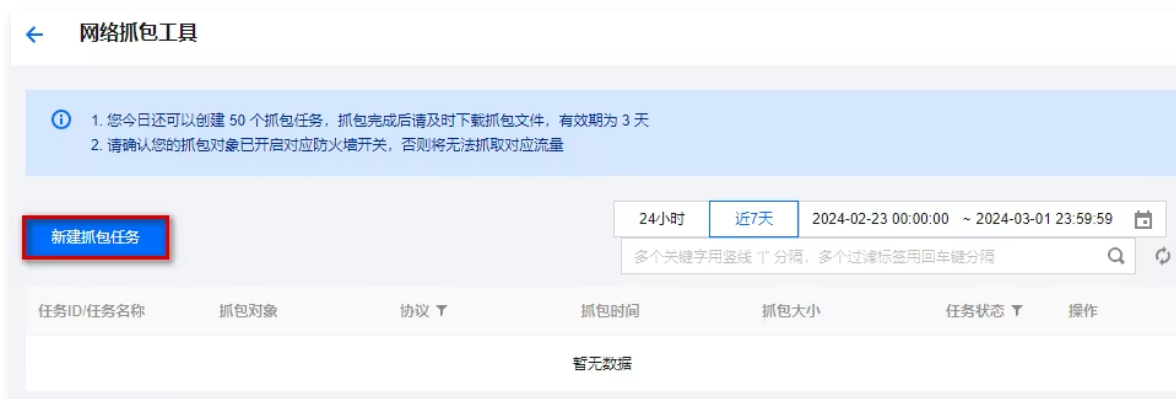 网络抓包工具
1. 您今日还可以创建 50 个抓包任务，抓包完成后请及时下载抓包文件，有效期为 3 天
2. 请确认您的抓包对象已开启对应防火墙开关，否则将无法抓取对应流量
新建抓包任务
24小时 近7天 2024-02-23 00:00:00 ~ 2024-03-01 23:59:59
多个关键字用竖线 "|" 分隔，多个过滤标签用回车键分隔
任务ID/任务名称 抓包对象 协议 抓包时间 抓包大小 任务状态 操作
暂无数据